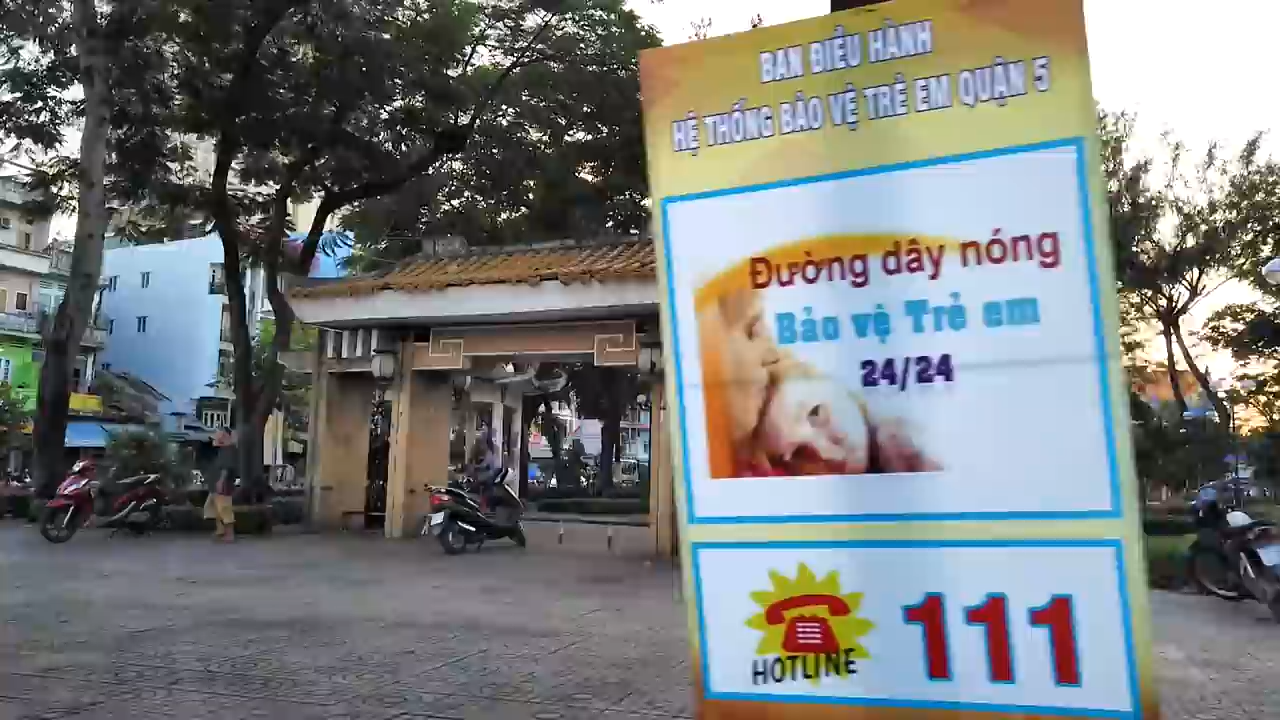 BAN ĐIỀU HÀNH
HỆ THỐNG BẢO VỆ TRẺ EM QUẬN 5
Đường dây nóng
Bảo vệ Trẻ em
24/24
HOTLINE
111